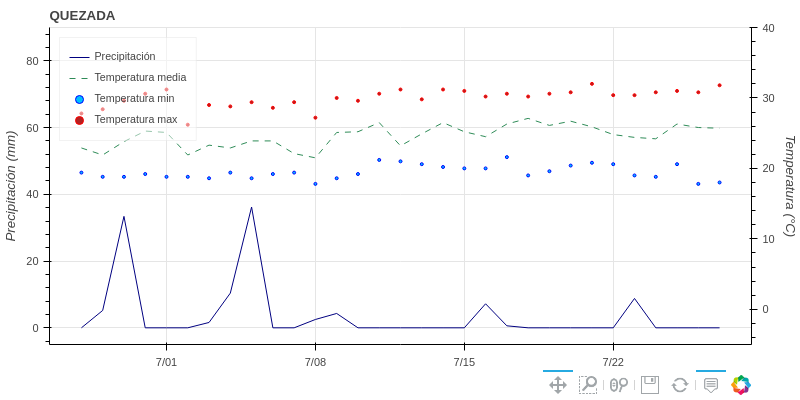 QUEZADA
Precipitación
Temperatura media
Temperatura min
Temperatura max
Precipitación (mm)
80
60
40
20
0
Temperatura (°C)
40
30
20
10
0
7/01
7/08
7/15
7/22